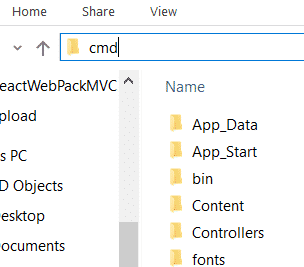 Home Share View
cmd
eactWebPackMVC
pload
Name
App_Data
s PC
App_Start
D Objects
bin
esktop
Content
ocuments
Controllers
fonts